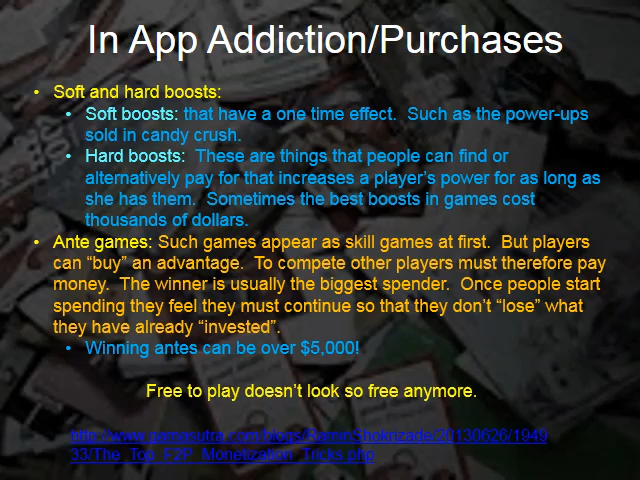 In App Addiction/Purchases
• Soft and hard boosts:
• Soft boosts: that have a one time effect.  Such as the power-ups
sold in candy crush.
• Hard boosts:  These are things that people can find or
alternatively pay for that increases a player's power for as long as
she has them.  Sometimes the best boosts in games cost
thousands of dollars.
• Ante games: Such games appear as skill games at first.  But players
can “buy” an advantage.  To compete other players must therefore pay
money.  The winner is usually the biggest spender.  Once people start
spending they feel they must continue so that they don't “lose” what
they have already “invested”.
• Winning antes can be over $5,000!
Free to play doesn't look so free anymore.
http://www.gamasutra.com/blogs/RaminShokrizade/20130626/1949
33/The_Top_F2P_Monetization_Tricks.php